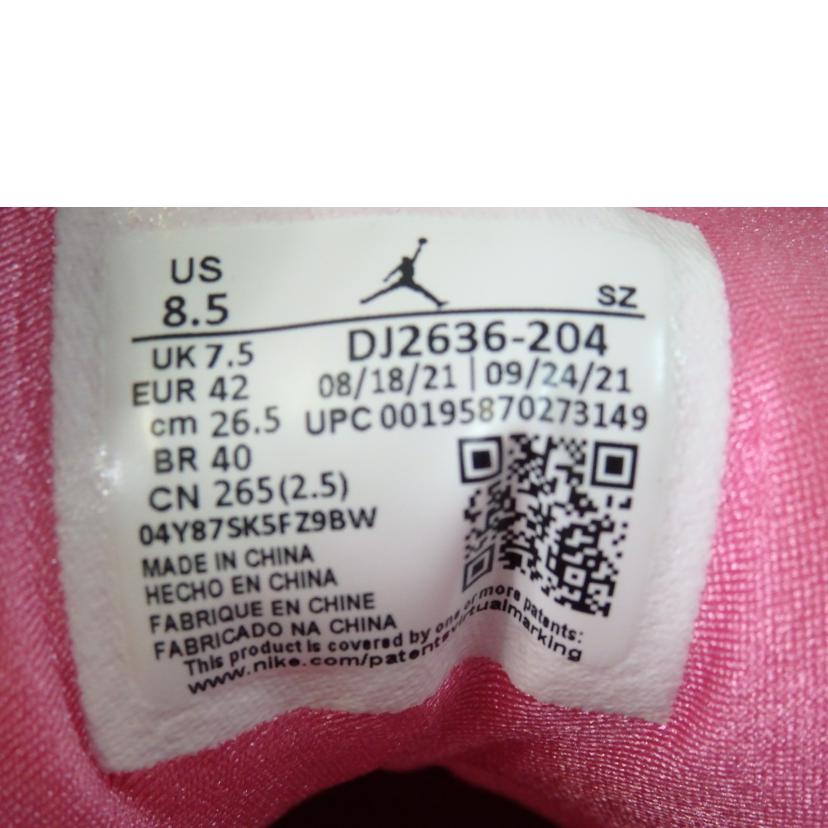 US
8.5
SZ
UK 7.5
DJ2636-204
EUR 42
08/18/21 | 09/24/21
cm 26.5
UPC 00195870273149
BR 40
CN 265(2.5)
04Y87SK5FZ9BW
MADE IN CHINA
HECHO EN CHINA
FABRIQUE EN CHINE
FABRICADO NA CHINA
This product is covered by one or more patents:
www.nike.com/patentsvirtualmarking